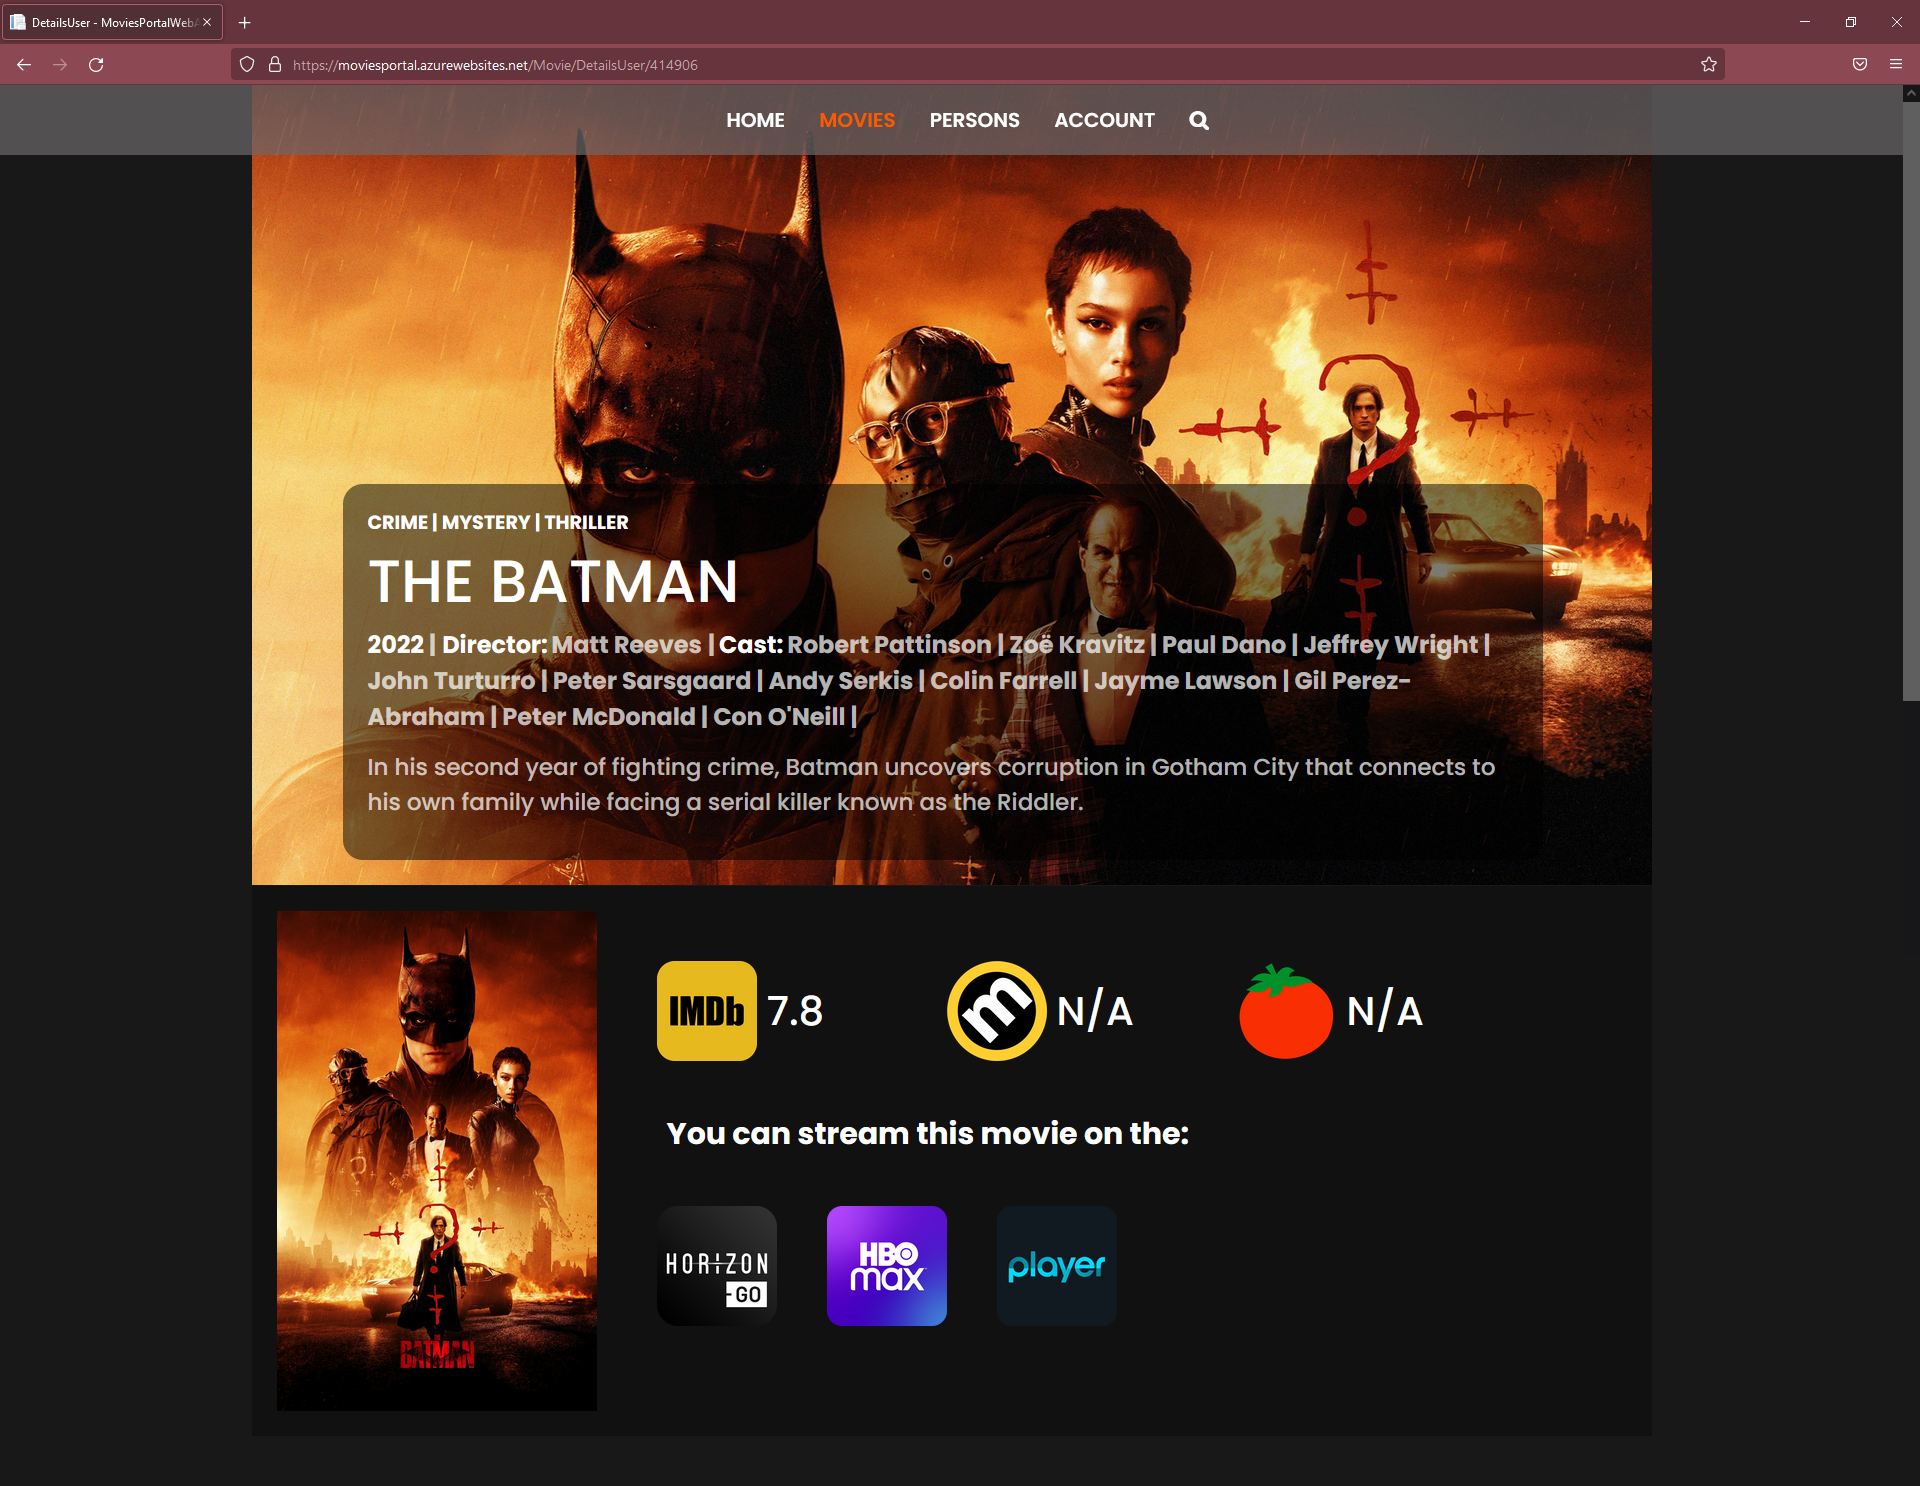 DetailsUser - MoviesPortalWeb
https://moviesportal.azurewebsites.net/Movie/DetailsUser/414906
HOME MOVIES PERSONS ACCOUNT
CRIME | MYSTERY | THRILLER
THE BATMAN
2022 | Director: Matt Reeves | Cast: Robert Pattinson | Zoë Kravitz | Paul Dano | Jeffrey Wright |
John Turturro | Peter Sarsgaard | Andy Serkis | Colin Farrell | Jayme Lawson | Gil Perez-
Abraham | Peter McDonald | Con O'Neill |
In his second year of fighting crime, Batman uncovers corruption in Gotham City that connects to
his own family while facing a serial killer known as the Riddler.
IMDb 7.8 m N/A N/A
You can stream this movie on the:
HORIZON
GO
HBO
max
player
BATMAN